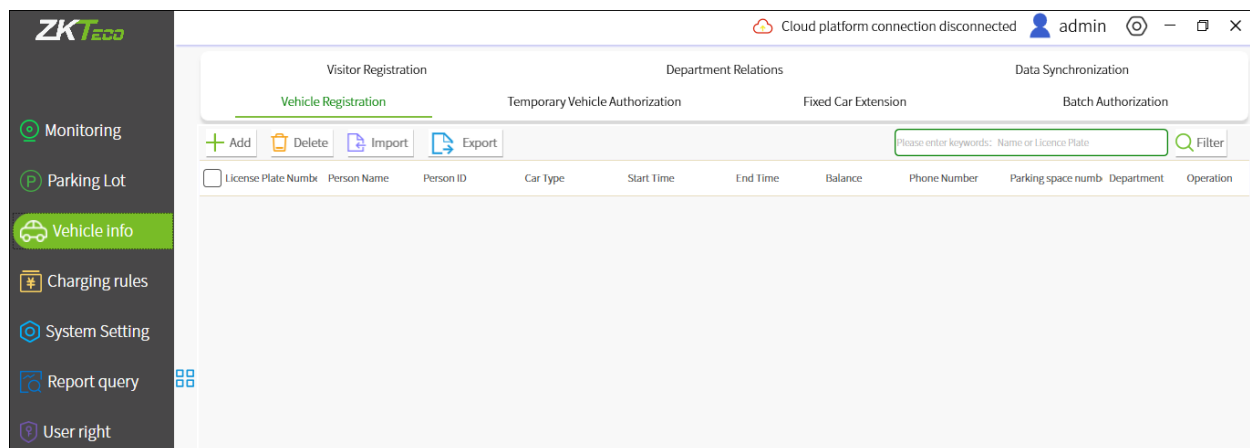 ZKTeco
Cloud platform connection disconnected admin
Visitor Registration Department Relations Data Synchronization
Vehicle Registration Temporary Vehicle Authorization Fixed Car Extension Batch Authorization
Add Delete Import Export Please enter keywords: Name or Licence Plate Filter
License Plate Numbe Person Name Person ID Car Type Start Time End Time Balance Phone Number Parking space numb Department Operation
Monitoring
P Parking Lot
Vehicle info
¥ Charging rules
System Setting
Report query
User right